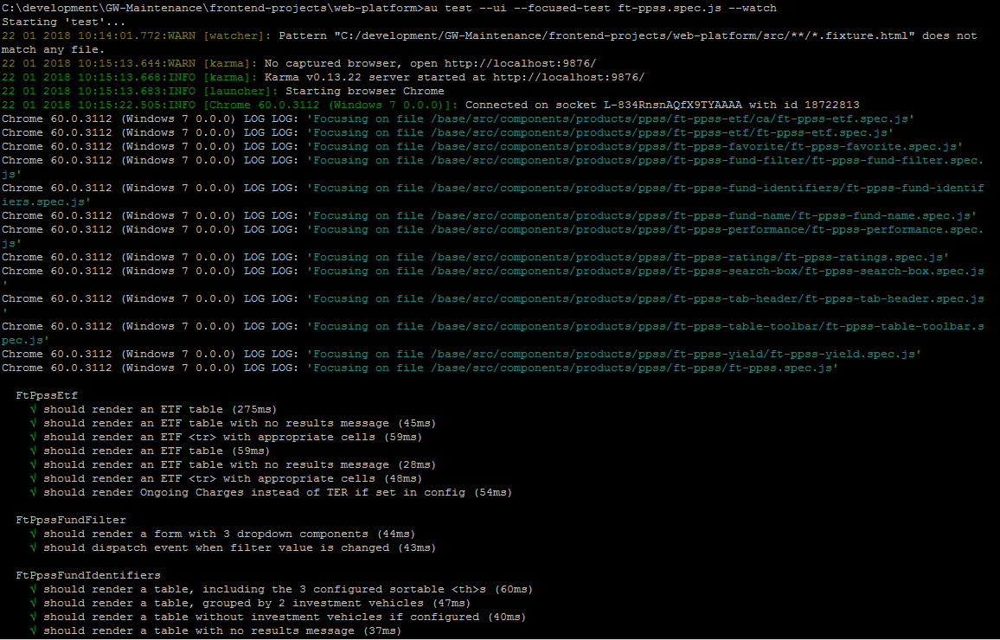 C:\development\GW-Maintenance\frontend-projects\web-platform>au test --ui --focused-test ft-ppss.spec.js --watch
Starting 'test'...
22 01 2018 10:14:01.772:WARN [watcher]: Pattern "C:/development/GW-Maintenance/frontend-projects/web-platform/src/**/*.fixture.html" does not
match any file.
22 01 2018 10:15:13.644:WARN [karma]: No captured browser, open http://localhost:9876/
22 01 2018 10:15:13.668:INFO [karma]: Karma v0.13.22 server started at http://localhost:9876/
22 01 2018 10:15:13.683:INFO [launcher]: Starting browser Chrome
22 01 2018 10:15:22.505:INFO [Chrome 60.0.3112 (Windows 7 0.0.0)]: Connected on socket L-834RnsnAQfX9TYAAAA with id 18722813
Chrome 60.0.3112 (Windows 7 0.0.0) LOG LOG: 'Focusing on file /base/src/components/products/ppss/ft-ppss-etf/ca/ft-ppss-etf.spec.js'
Chrome 60.0.3112 (Windows 7 0.0.0) LOG LOG: 'Focusing on file /base/src/components/products/ppss/ft-ppss-etf/ft-ppss-etf.spec.js'
Chrome 60.0.3112 (Windows 7 0.0.0) LOG LOG: 'Focusing on file /base/src/components/products/ppss/ft-ppss-favorite/ft-ppss-favorite.spec.js'
Chrome 60.0.3112 (Windows 7 0.0.0) LOG LOG: 'Focusing on file /base/src/components/products/ppss/ft-ppss-fund-filter/ft-ppss-fund-filter.spec.
js'
Chrome 60.0.3112 (Windows 7 0.0.0) LOG LOG: 'Focusing on file /base/src/components/products/ppss/ft-ppss-fund-identifiers/ft-ppss-fund-identif
iers.spec.js'
Chrome 60.0.3112 (Windows 7 0.0.0) LOG LOG: 'Focusing on file /base/src/components/products/ppss/ft-ppss-fund-name/ft-ppss-fund-name.spec.js'
Chrome 60.0.3112 (Windows 7 0.0.0) LOG LOG: 'Focusing on file /base/src/components/products/ppss/ft-ppss-performance/ft-ppss-performance.spec.
js'
Chrome 60.0.3112 (Windows 7 0.0.0) LOG LOG: 'Focusing on file /base/src/components/products/ppss/ft-ppss-ratings/ft-ppss-ratings.spec.js'
Chrome 60.0.3112 (Windows 7 0.0.0) LOG LOG: 'Focusing on file /base/src/components/products/ppss/ft-ppss-search-box/ft-ppss-search-box.spec.js
'
Chrome 60.0.3112 (Windows 7 0.0.0) LOG LOG: 'Focusing on file /base/src/components/products/ppss/ft-ppss-tab-header/ft-ppss-tab-header.spec.js
'
Chrome 60.0.3112 (Windows 7 0.0.0) LOG LOG: 'Focusing on file /base/src/components/products/ppss/ft-ppss-table-toolbar/ft-ppss-table-toolbar.s
pec.js'
Chrome 60.0.3112 (Windows 7 0.0.0) LOG LOG: 'Focusing on file /base/src/components/products/ppss/ft-ppss-yield/ft-ppss-yield.spec.js'
Chrome 60.0.3112 (Windows 7 0.0.0) LOG LOG: 'Focusing on file /base/src/components/products/ppss/ft-ppss/ft-ppss.spec.js'
FtPpssEtf
√ should render an ETF table (275ms)
√ should render an ETF table with no results message (45ms)
√ should render an ETF <tr> with appropriate cells (59ms)
√ should render an ETF table (59ms)
√ should render an ETF table with no results message (28ms)
√ should render an ETF <tr> with appropriate cells (48ms)
√ should render Ongoing Charges instead of TER if set in config (54ms)
FtPpssFundFilter
√ should render a form with 3 dropdown components (44ms)
√ should dispatch event when filter value is changed (43ms)
FtPpssFundIdentifiers
√ should render a table, including the 3 configured sortable <th>s (60ms)
√ should render a table, grouped by 2 investment vehicles (47ms)
√ should render a table without investment vehicles if configured (40ms)
√ should render a table with no results message (37ms)